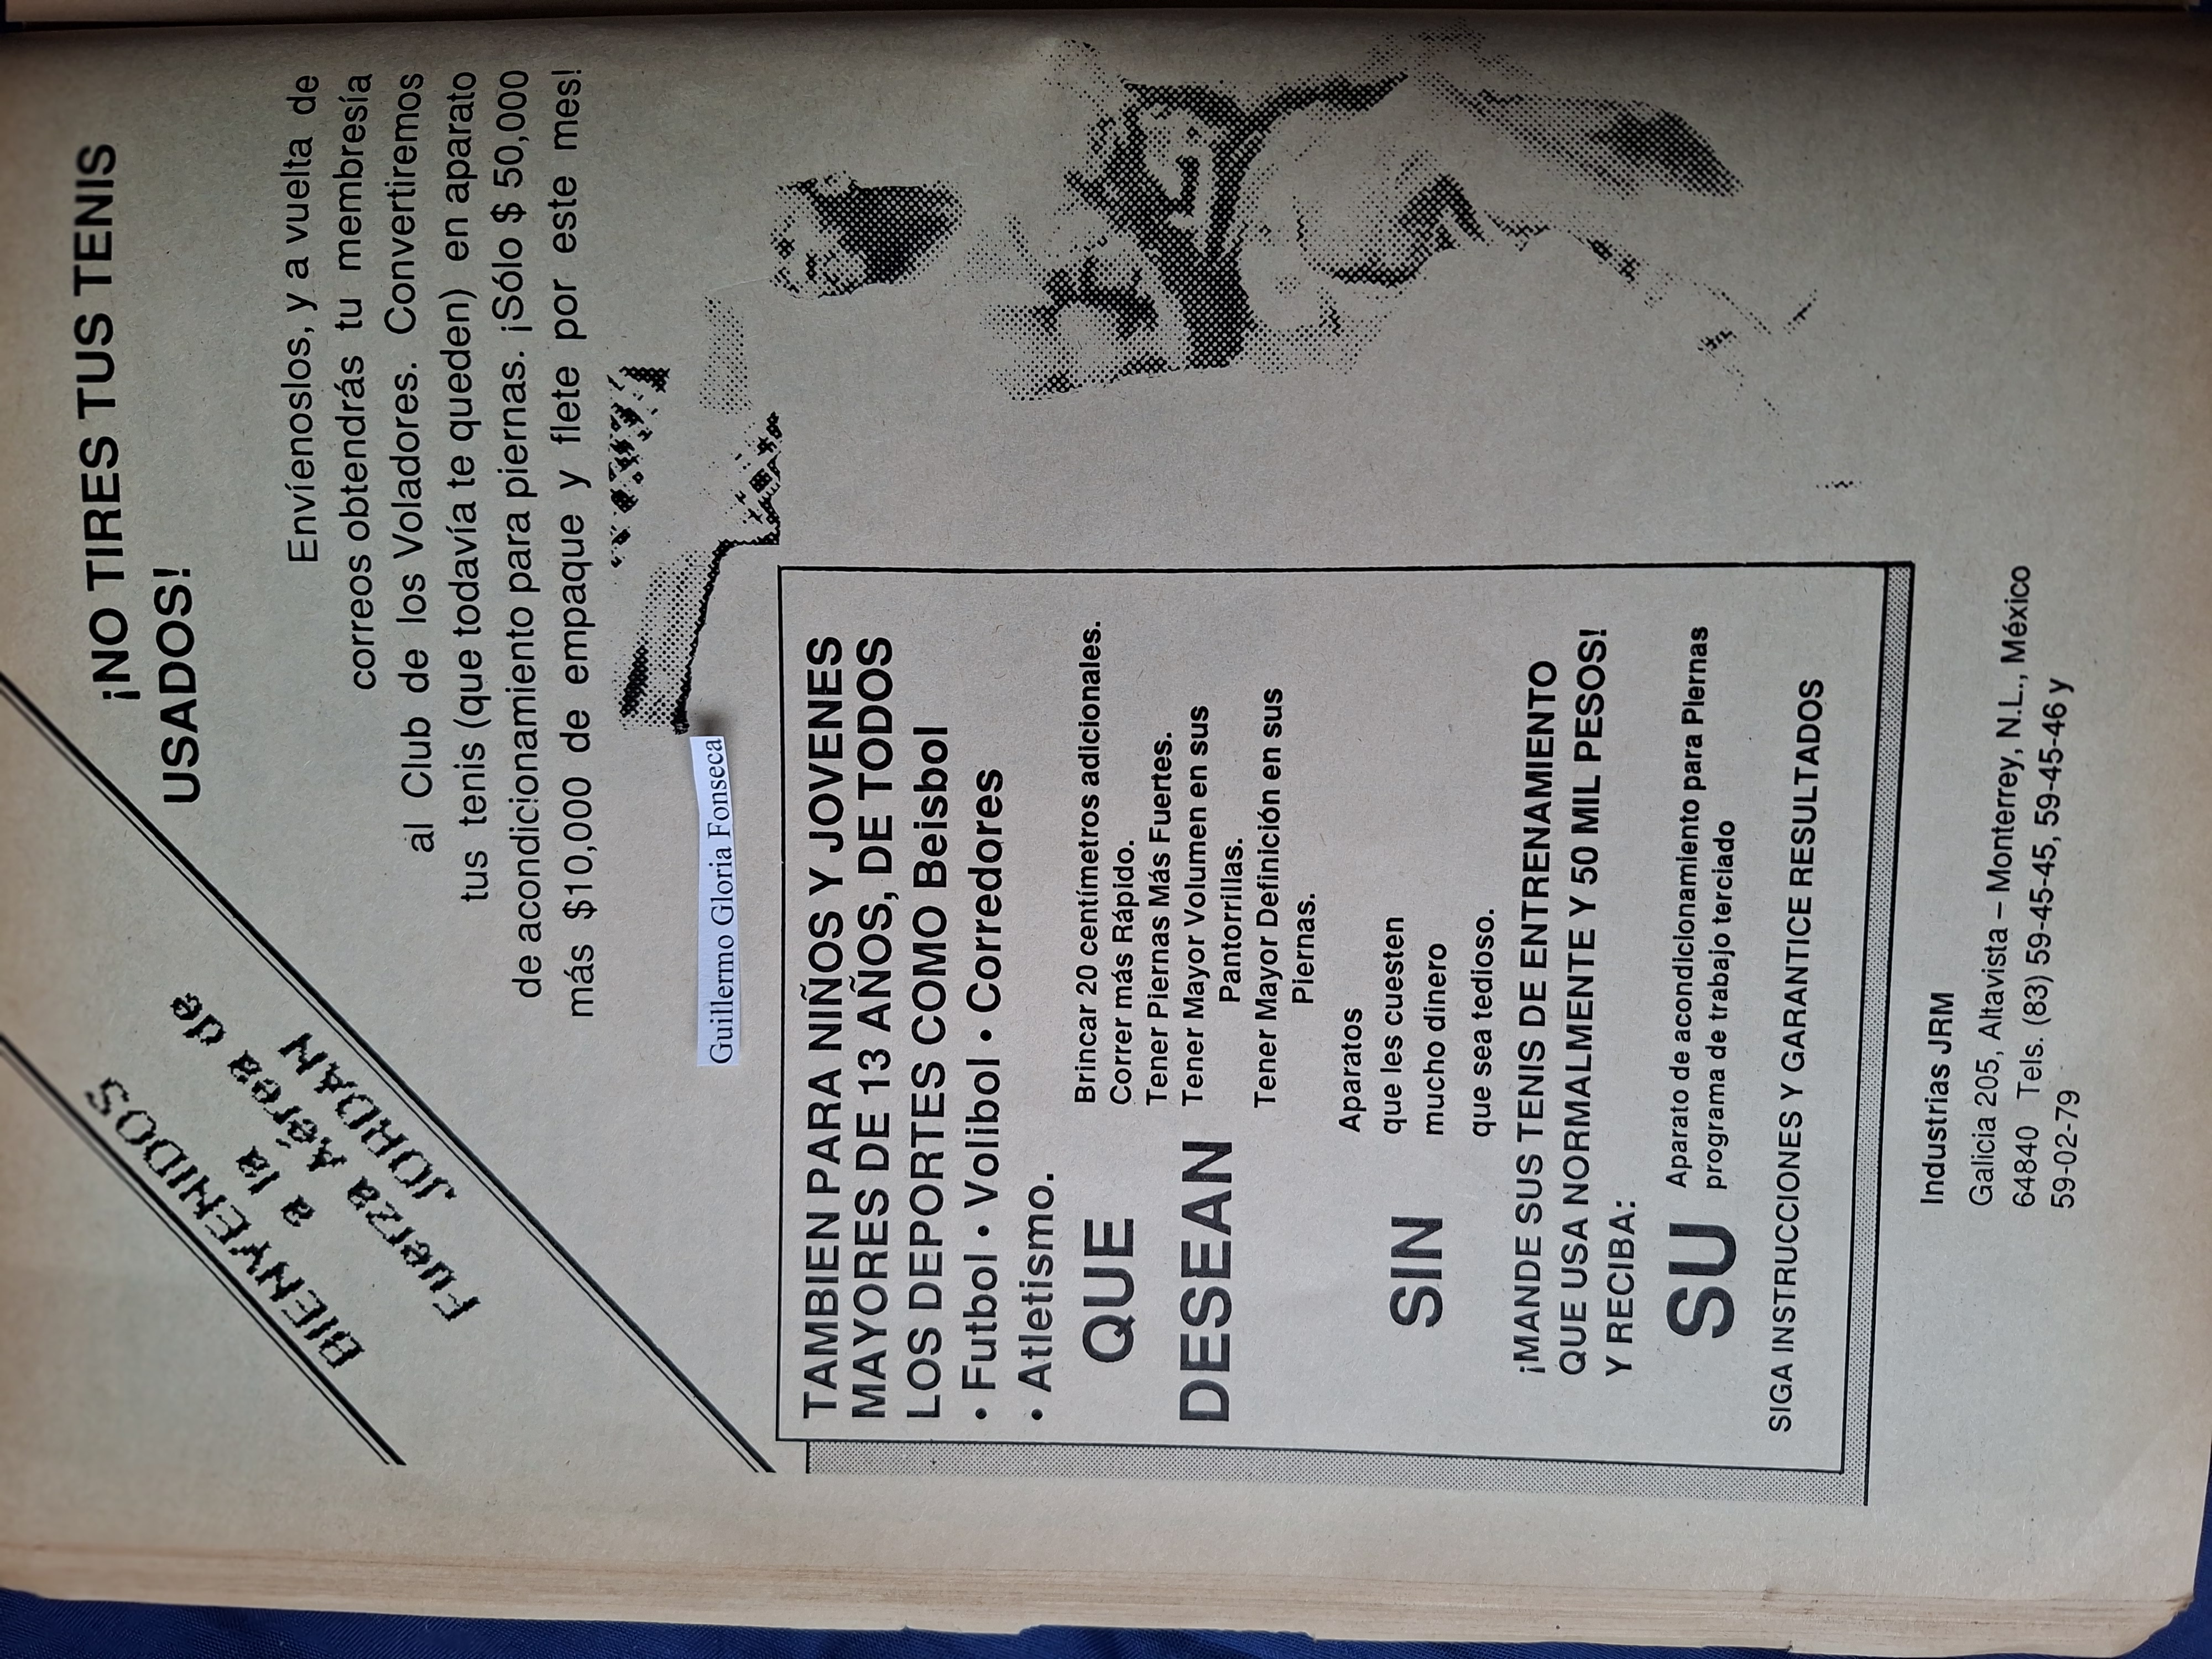 BIENVENIDOS
a la
Fuerza Aérea de
JORDAN
¡NO TIRES TUS TENIS
USADOS!
Envíenoslos, y a vuelta de
correos obtendrás tu membresía
al Club de los Voladores. Convertiremos
tus tenis (que todavía te queden) en aparato
de acondicionamiento para piernas. ¡Sólo $ 50,000
más $10,000 de empaque y flete por este mes!
Guillermo Gloria Fonseca
TAMBIEN PARA NIÑOS Y JOVENES
MAYORES DE 13 AÑOS, DE TODOS
LOS DEPORTES COMO Beisbol
• Futbol • Volibol • Corredores
• Atletismo.
QUE
DESEAN
Brincar 20 centímetros adicionales.
Correr más Rápido.
Tener Piernas Más Fuertes.
Tener Mayor Volumen en sus
Pantorrillas.
Tener Mayor Definición en sus
Piernas.
SIN
Aparatos
que les cuesten
mucho dinero
que sea tedioso.
¡MANDE SUS TENIS DE ENTRENAMIENTO
QUE USA NORMALMENTE Y 50 MIL PESOS!
Y RECIBA:
SU
Aparato de acondicionamiento para Piernas
programa de trabajo terciado
SIGA INSTRUCCIONES Y GARANTICE RESULTADOS
Industrias JRM
Galicia 205, Altavista – Monterrey, N.L., México
64840 Tels. (83) 59-45-45, 59-45-46 y
59-02-79